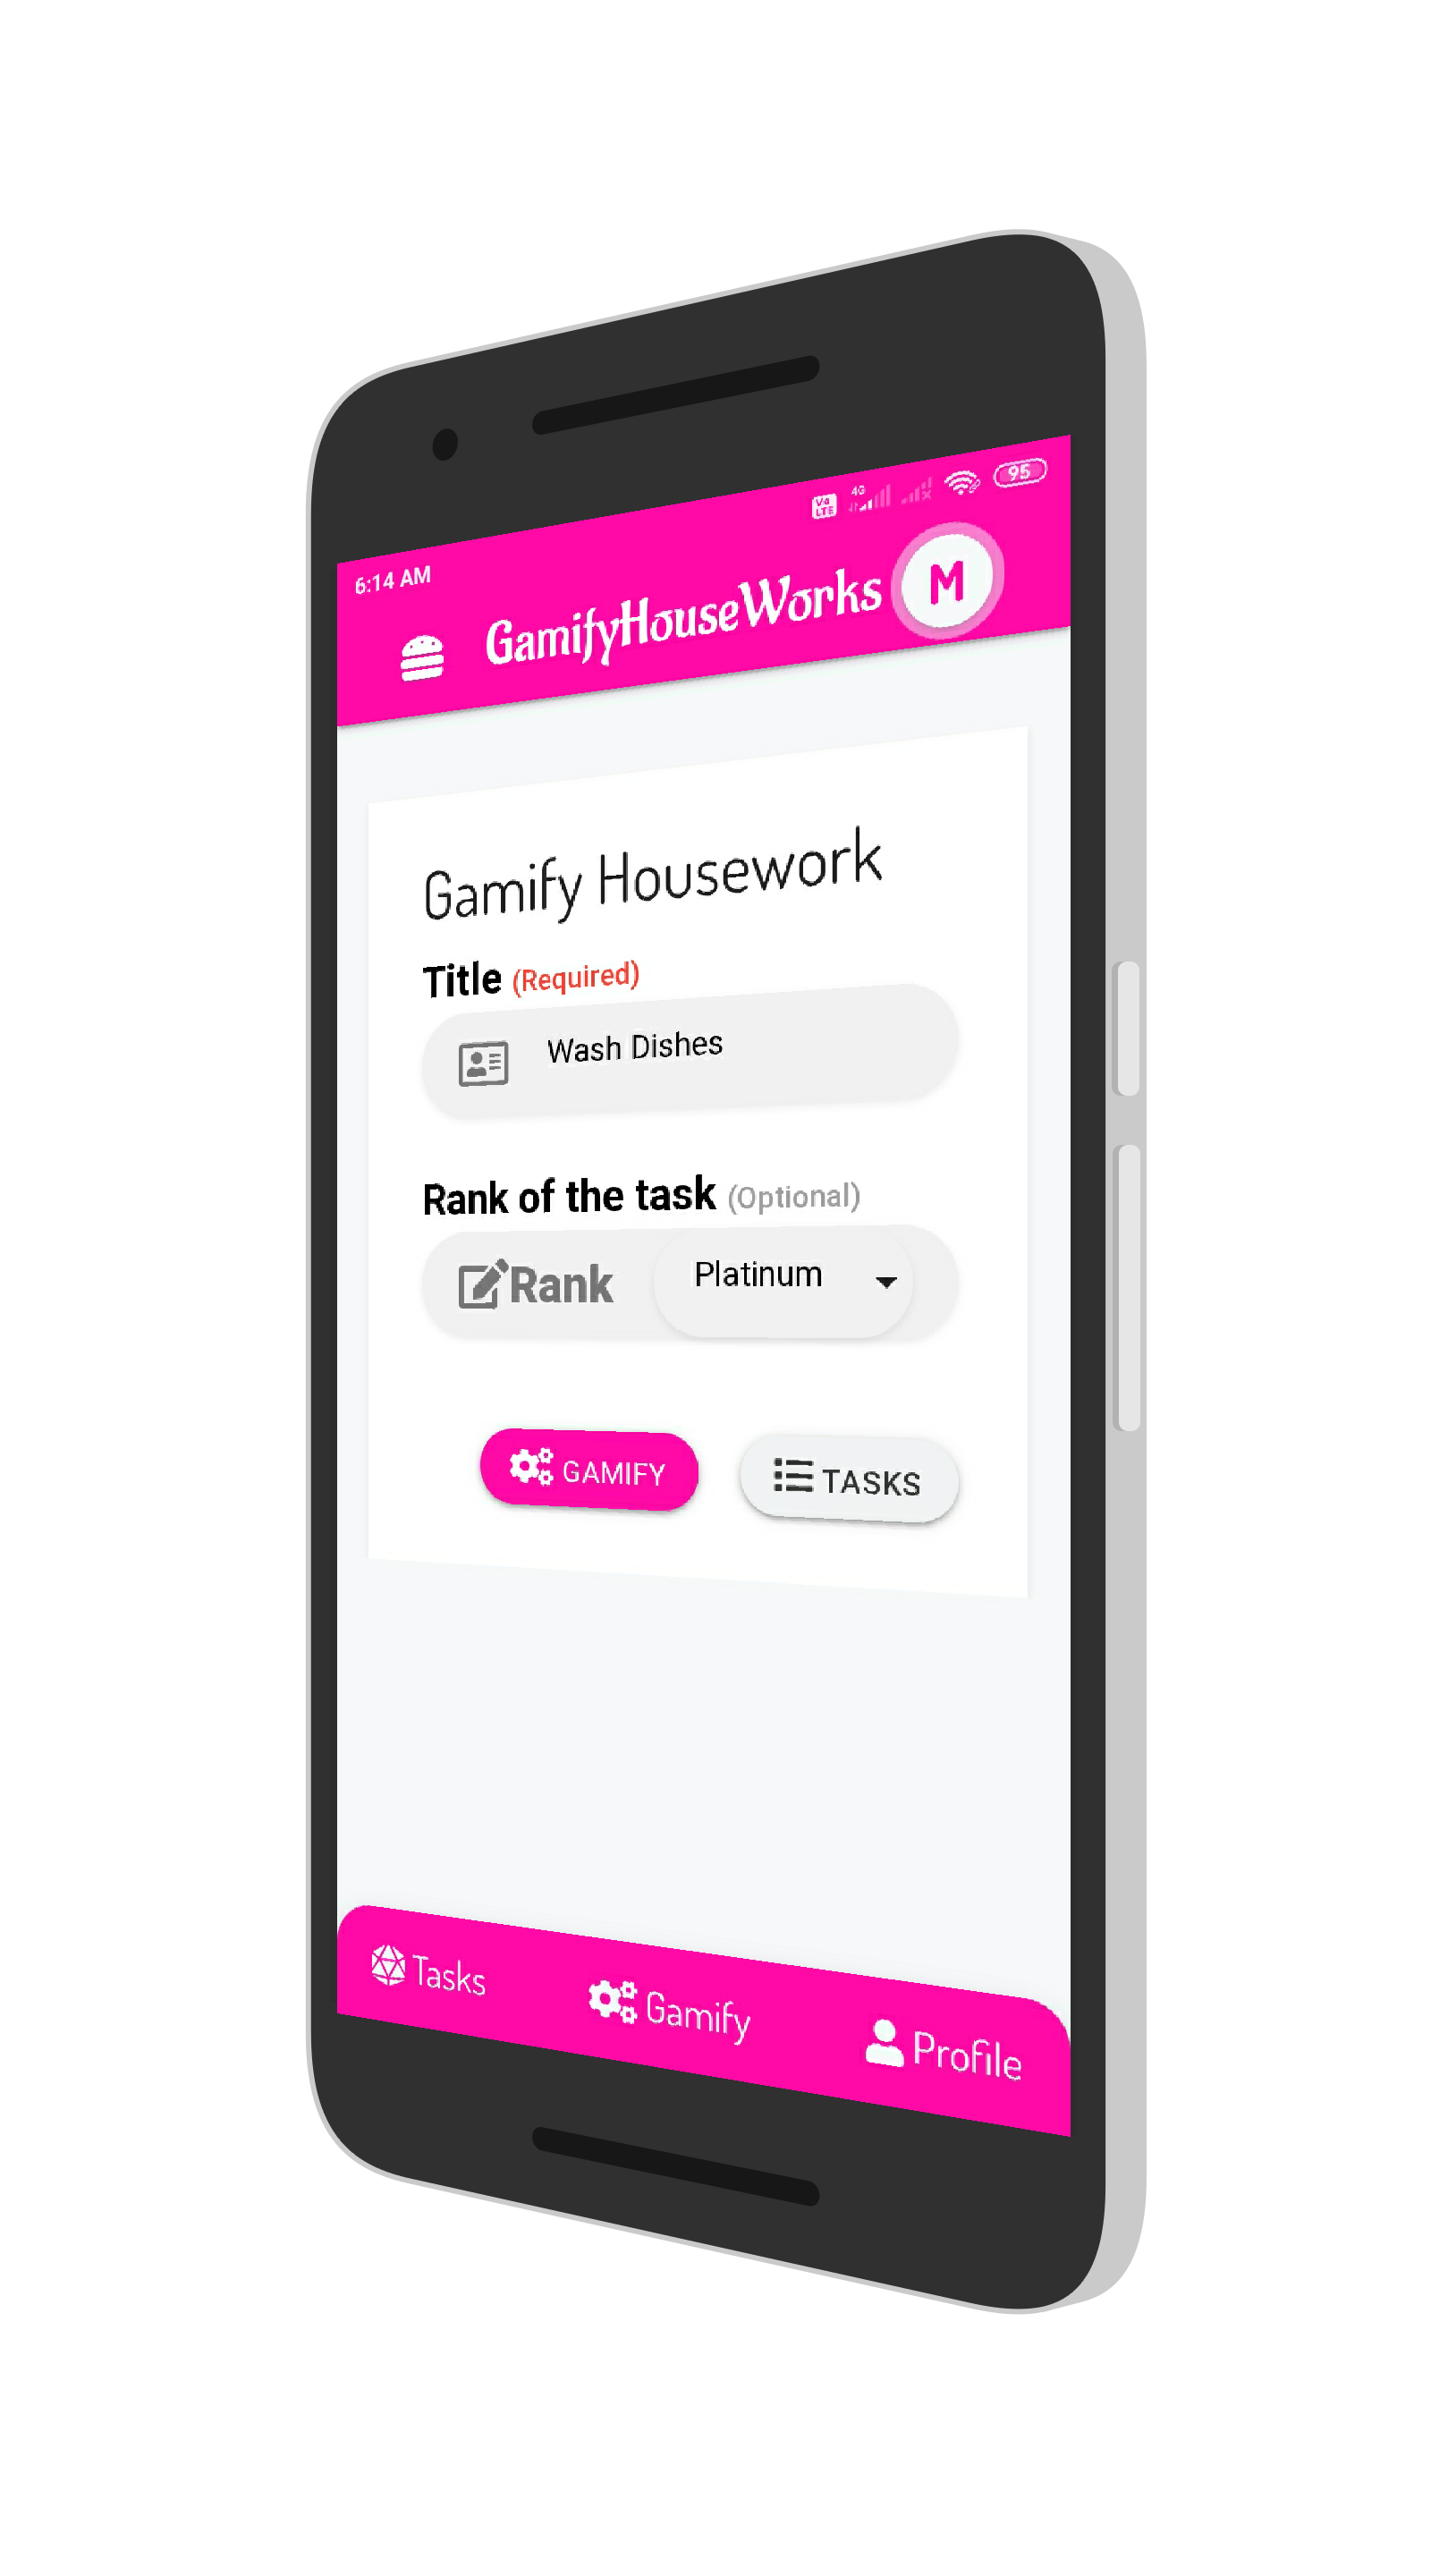 6:14 AM
V4 LTE 4G 95
GamifyHouseWorks M
Gamify Housework
Title (Required)
Wash Dishes
Rank of the task (Optional)
Rank Platinum
GAMIFY TASKS
Tasks Gamify Profile